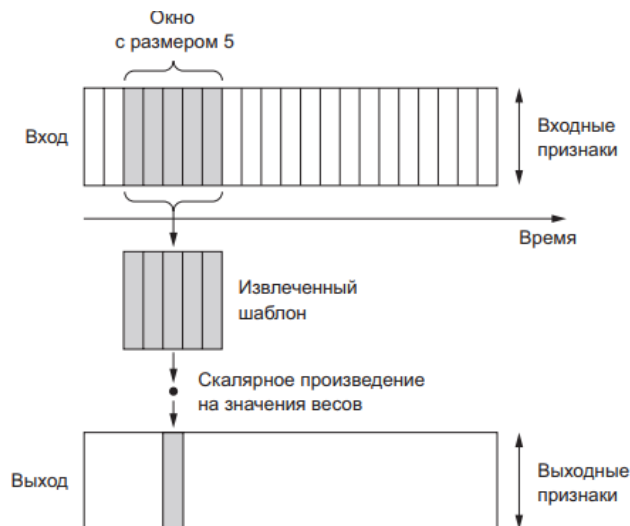 Окно
с размером 5
Вход
Входные
признаки
Время
Извлеченный
шаблон
Скалярное произведение
на значения весов
Выход
Выходные
признаки